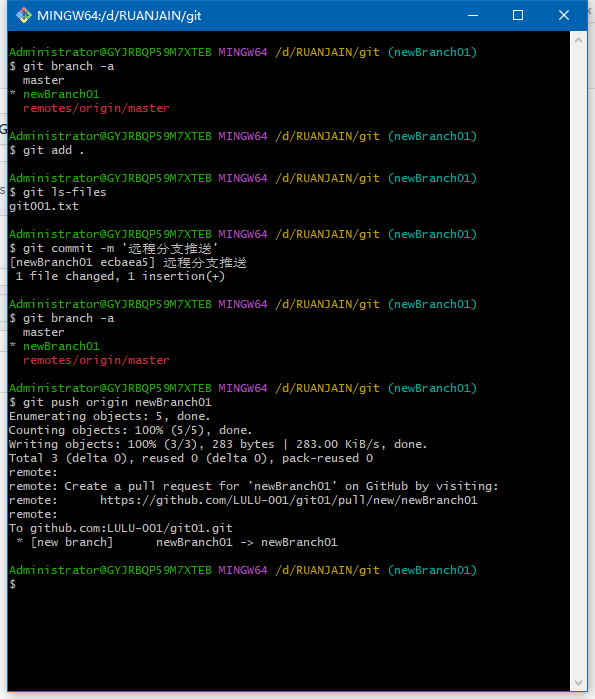 MINGW64:/d/RUANJAIN/git
Administrator@GYJRBQP59M7XTEB MINGW64 /d/RUANJAIN/git (newBranch01)
$ git branch -a
  master
* newBranch01
  remotes/origin/master
Administrator@GYJRBQP59M7XTEB MINGW64 /d/RUANJAIN/git (newBranch01)
$ git add .
Administrator@GYJRBQP59M7XTEB MINGW64 /d/RUANJAIN/git (newBranch01)
$ git ls-files
git001.txt
Administrator@GYJRBQP59M7XTEB MINGW64 /d/RUANJAIN/git (newBranch01)
$ git commit -m '远程分支推送'
[newBranch01 ecbaea5] 远程分支推送
 1 file changed, 1 insertion(+)
Administrator@GYJRBQP59M7XTEB MINGW64 /d/RUANJAIN/git (newBranch01)
$ git branch -a
  master
* newBranch01
  remotes/origin/master
Administrator@GYJRBQP59M7XTEB MINGW64 /d/RUANJAIN/git (newBranch01)
$ git push origin newBranch01
Enumerating objects: 5, done.
Counting objects: 100% (5/5), done.
Writing objects: 100% (3/3), 283 bytes | 283.00 KiB/s, done.
Total 3 (delta 0), reused 0 (delta 0), pack-reused 0
remote:
remote: Create a pull request for 'newBranch01' on GitHub by visiting:
remote:      https://github.com/LULU-001/git01/pull/new/newBranch01
remote:
To github.com:LULU-001/git01.git
 * [new branch]      newBranch01 -> newBranch01
Administrator@GYJRBQP59M7XTEB MINGW64 /d/RUANJAIN/git (newBranch01)
$